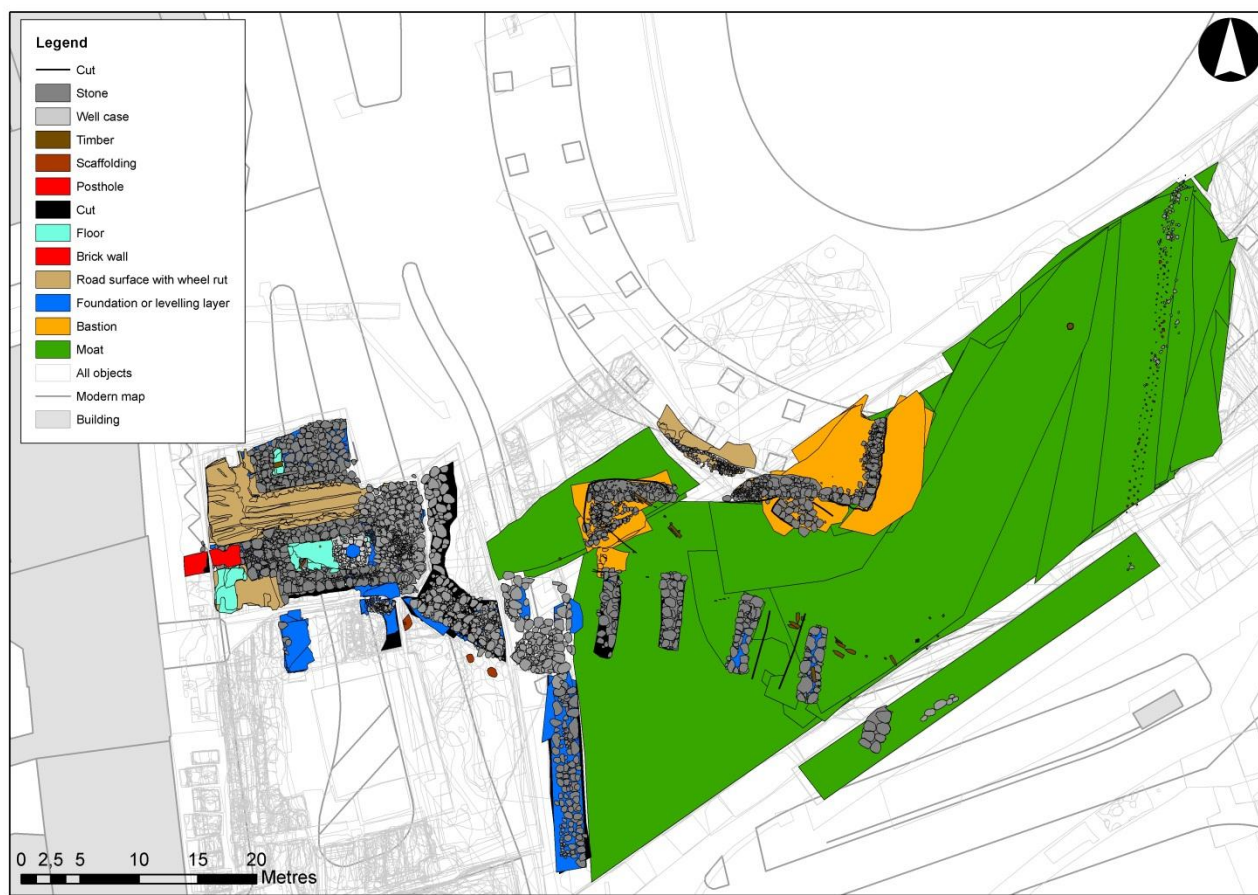 Legend
Cut
Stone
Well case
Timber
Scaffolding
Posthole
Cut
Floor
Brick wall
Road surface with wheel rut
Foundation or levelling layer
Bastion
Moat
All objects
Modern map
Building
0 2,5 5 10 15 20
Metres